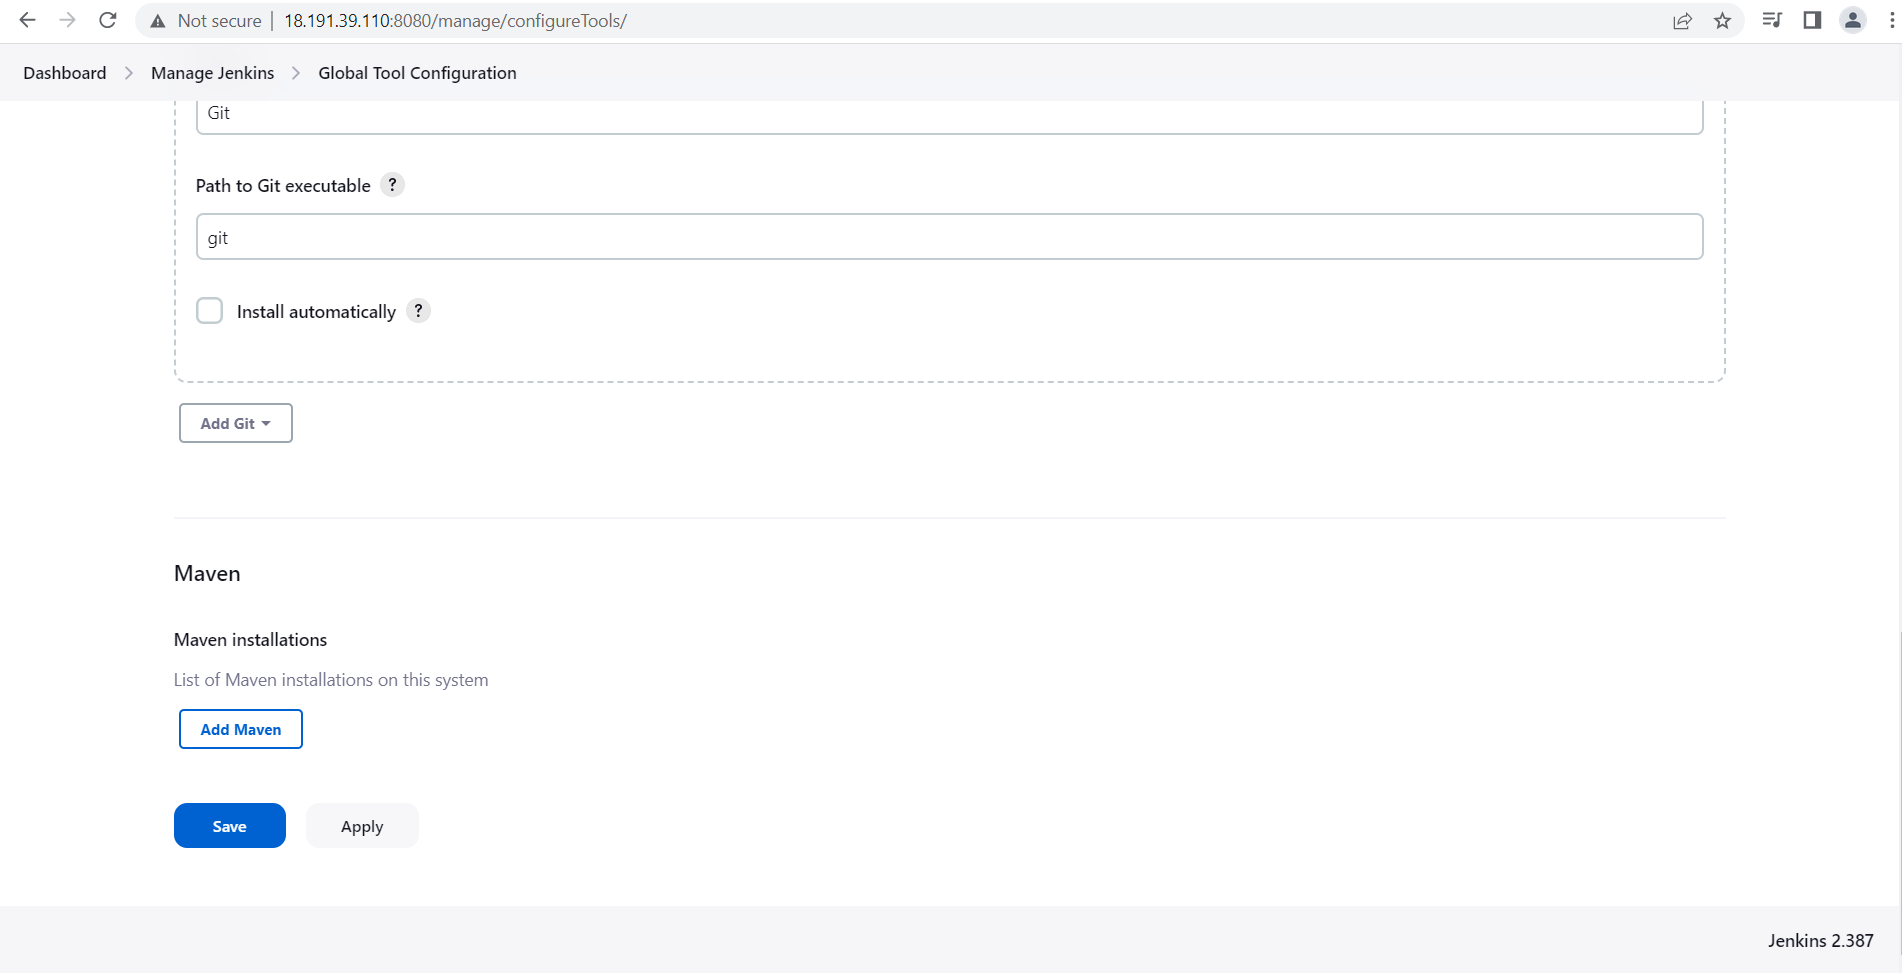 Not secure | 18.191.39.110:8080/manage/configureTools/
Dashboard > Manage Jenkins > Global Tool Configuration
Git
Path to Git executable ?
git
Install automatically ?
Add Git
Maven
Maven installations
List of Maven installations on this system
Add Maven
Save Apply
Jenkins 2.387